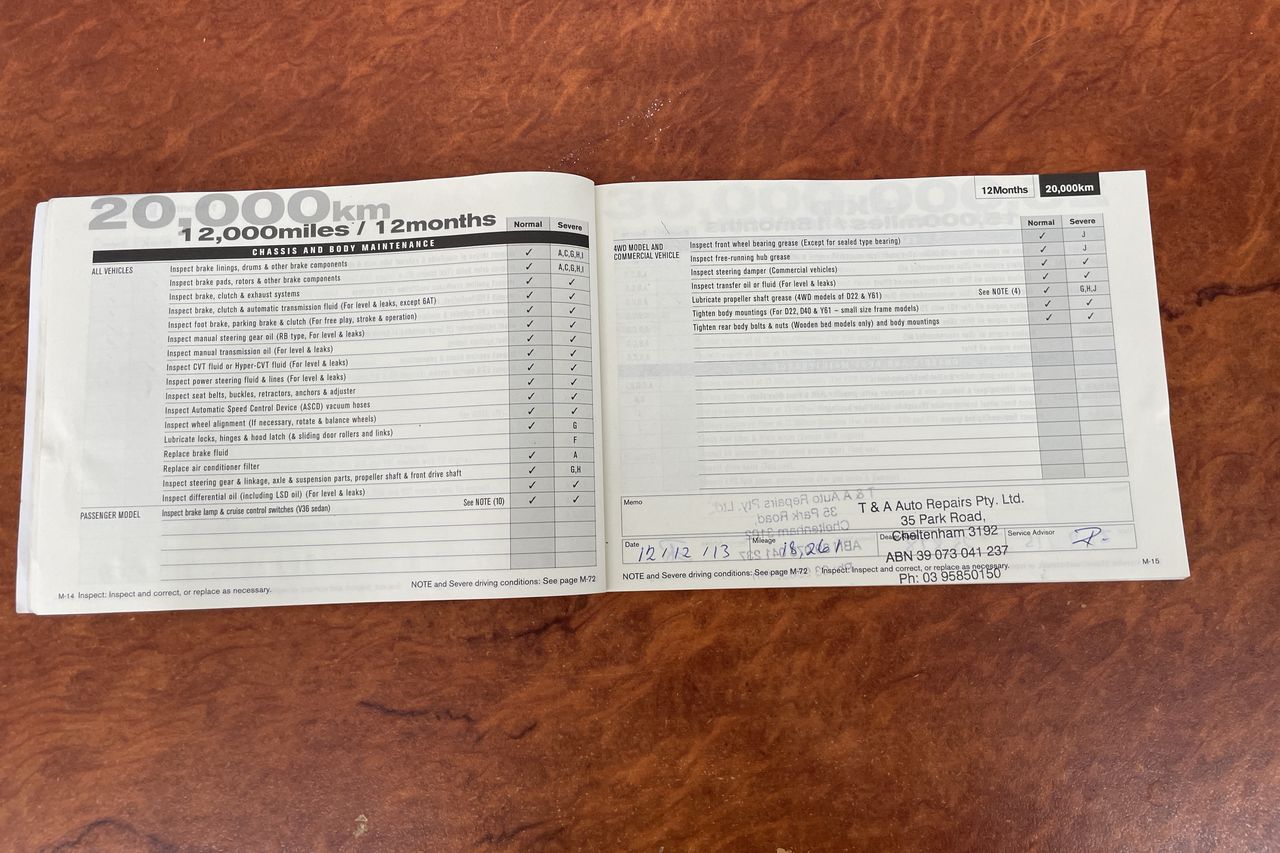 20,000km
12,000miles / 12months
Normal Severe
CHASSIS AND BODY MAINTENANCE
ALL VEHICLES
Inspect brake linings, drums & other brake components ✓ A,C,G,H,I
Inspect brake pads, rotors & other brake components ✓ A,C,G,H,I
Inspect brake, clutch & exhaust systems ✓ ✓
Inspect brake, clutch & automatic transmission fluid (For level & leaks, except 6AT) ✓ ✓
Inspect foot brake, parking brake & clutch (For free play, stroke & operation) ✓ ✓
Inspect manual steering gear oil (RB type, For level & leaks) ✓ ✓
Inspect manual transmission oil (For level & leaks) ✓ ✓
Inspect CVT fluid or Hyper-CVT fluid (For level & leaks) ✓ ✓
Inspect power steering fluid & lines (For level & leaks) ✓ ✓
Inspect seat belts, buckles, retractors, anchors & adjuster ✓ ✓
Inspect Automatic Speed Control Device (ASCD) vacuum hoses ✓ ✓
Inspect wheel alignment (If necessary, rotate & balance wheels) ✓ ✓
Lubricate locks, hinges & hood latch (& sliding door rollers and links) ✓ G
Replace brake fluid F
Replace air conditioner filter ✓ A
Inspect steering gear & linkage, axle & suspension parts, propeller shaft & front drive shaft ✓ G,H
Inspect differential oil (including LSD oil) (For level & leaks) ✓ ✓
PASSENGER MODEL
Inspect brake lamp & cruise control switches (V36 sedan) See NOTE (10) ✓ ✓
NOTE and Severe driving conditions: See page M-72
M-14 Inspect: Inspect and correct, or replace as necessary.
12Months 20,000km
Normal Severe
4WD MODEL AND
COMMERCIAL VEHICLE
Inspect front wheel bearing grease (Except for sealed type bearing) ✓ J
Inspect free-running hub grease ✓ J
Inspect steering damper (Commercial vehicles) ✓ ✓
Inspect transfer oil or fluid (For level & leaks) ✓ ✓
Lubricate propeller shaft grease (4WD models of D22 & Y61) See NOTE (4) ✓ G,H,J
Tighten body mountings (For D22, D40 & Y61 – small size frame models) ✓ ✓
Tighten rear body bolts & nuts (Wooden bed models only) and body mountings ✓ ✓
Memo
T & A Auto Repairs Pty. Ltd.
35 Park Road,
Cheltenham 3192
ABN 39 073 041 237
Ph: 03 95850150
Date 12/12/13 Mileage 18,261 Service Advisor
NOTE and Severe driving conditions: See page M-72 Inspect: Inspect and correct, or replace as necessary.
M-15